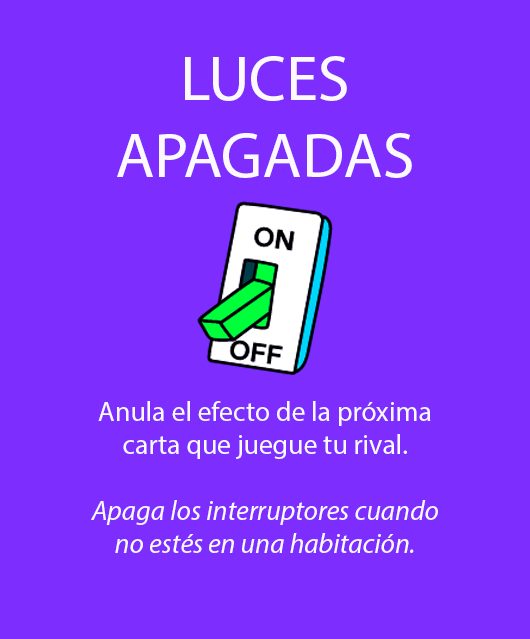 LUCES
APAGADAS
ON
OFF
Anula el efecto de la próxima
carta que juegue tu rival.
Apaga los interruptores cuando
no estés en una habitación.